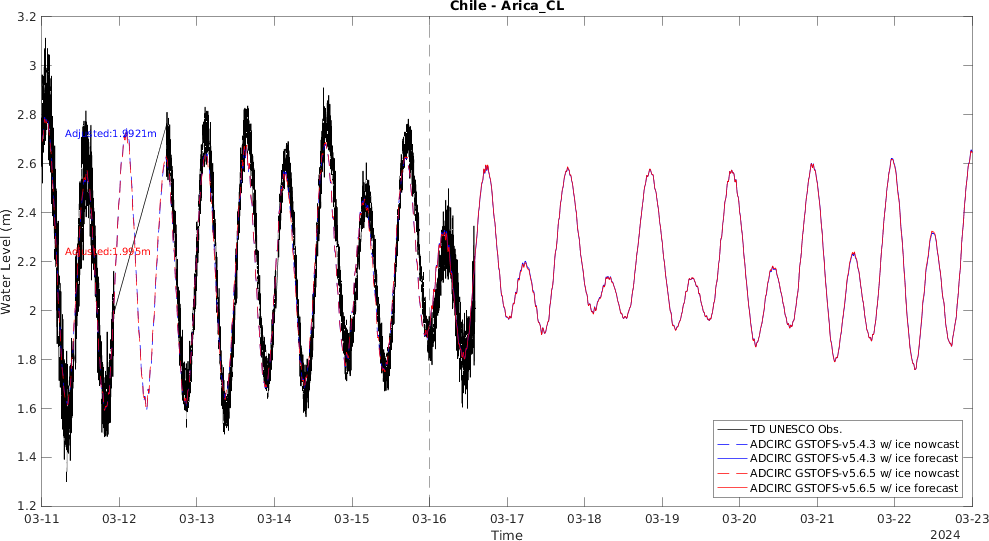 Chile - Arica_CL
3.2
3
2.8
2.6
2.4
2.2
2
1.8
1.6
1.4
1.2
Water Level (m)
Adjusted:1.9921m
Adjusted:1.995m
TD UNESCO Obs.
ADCIRC GSTOFS-v5.4.3 w/ ice nowcast
ADCIRC GSTOFS-v5.4.3 w/ ice forecast
ADCIRC GSTOFS-v5.6.5 w/ ice nowcast
ADCIRC GSTOFS-v5.6.5 w/ ice forecast
03-11 03-12 03-13 03-14 03-15 03-16 03-17 03-18 03-19 03-20 03-21 03-22 03-23
Time
2024